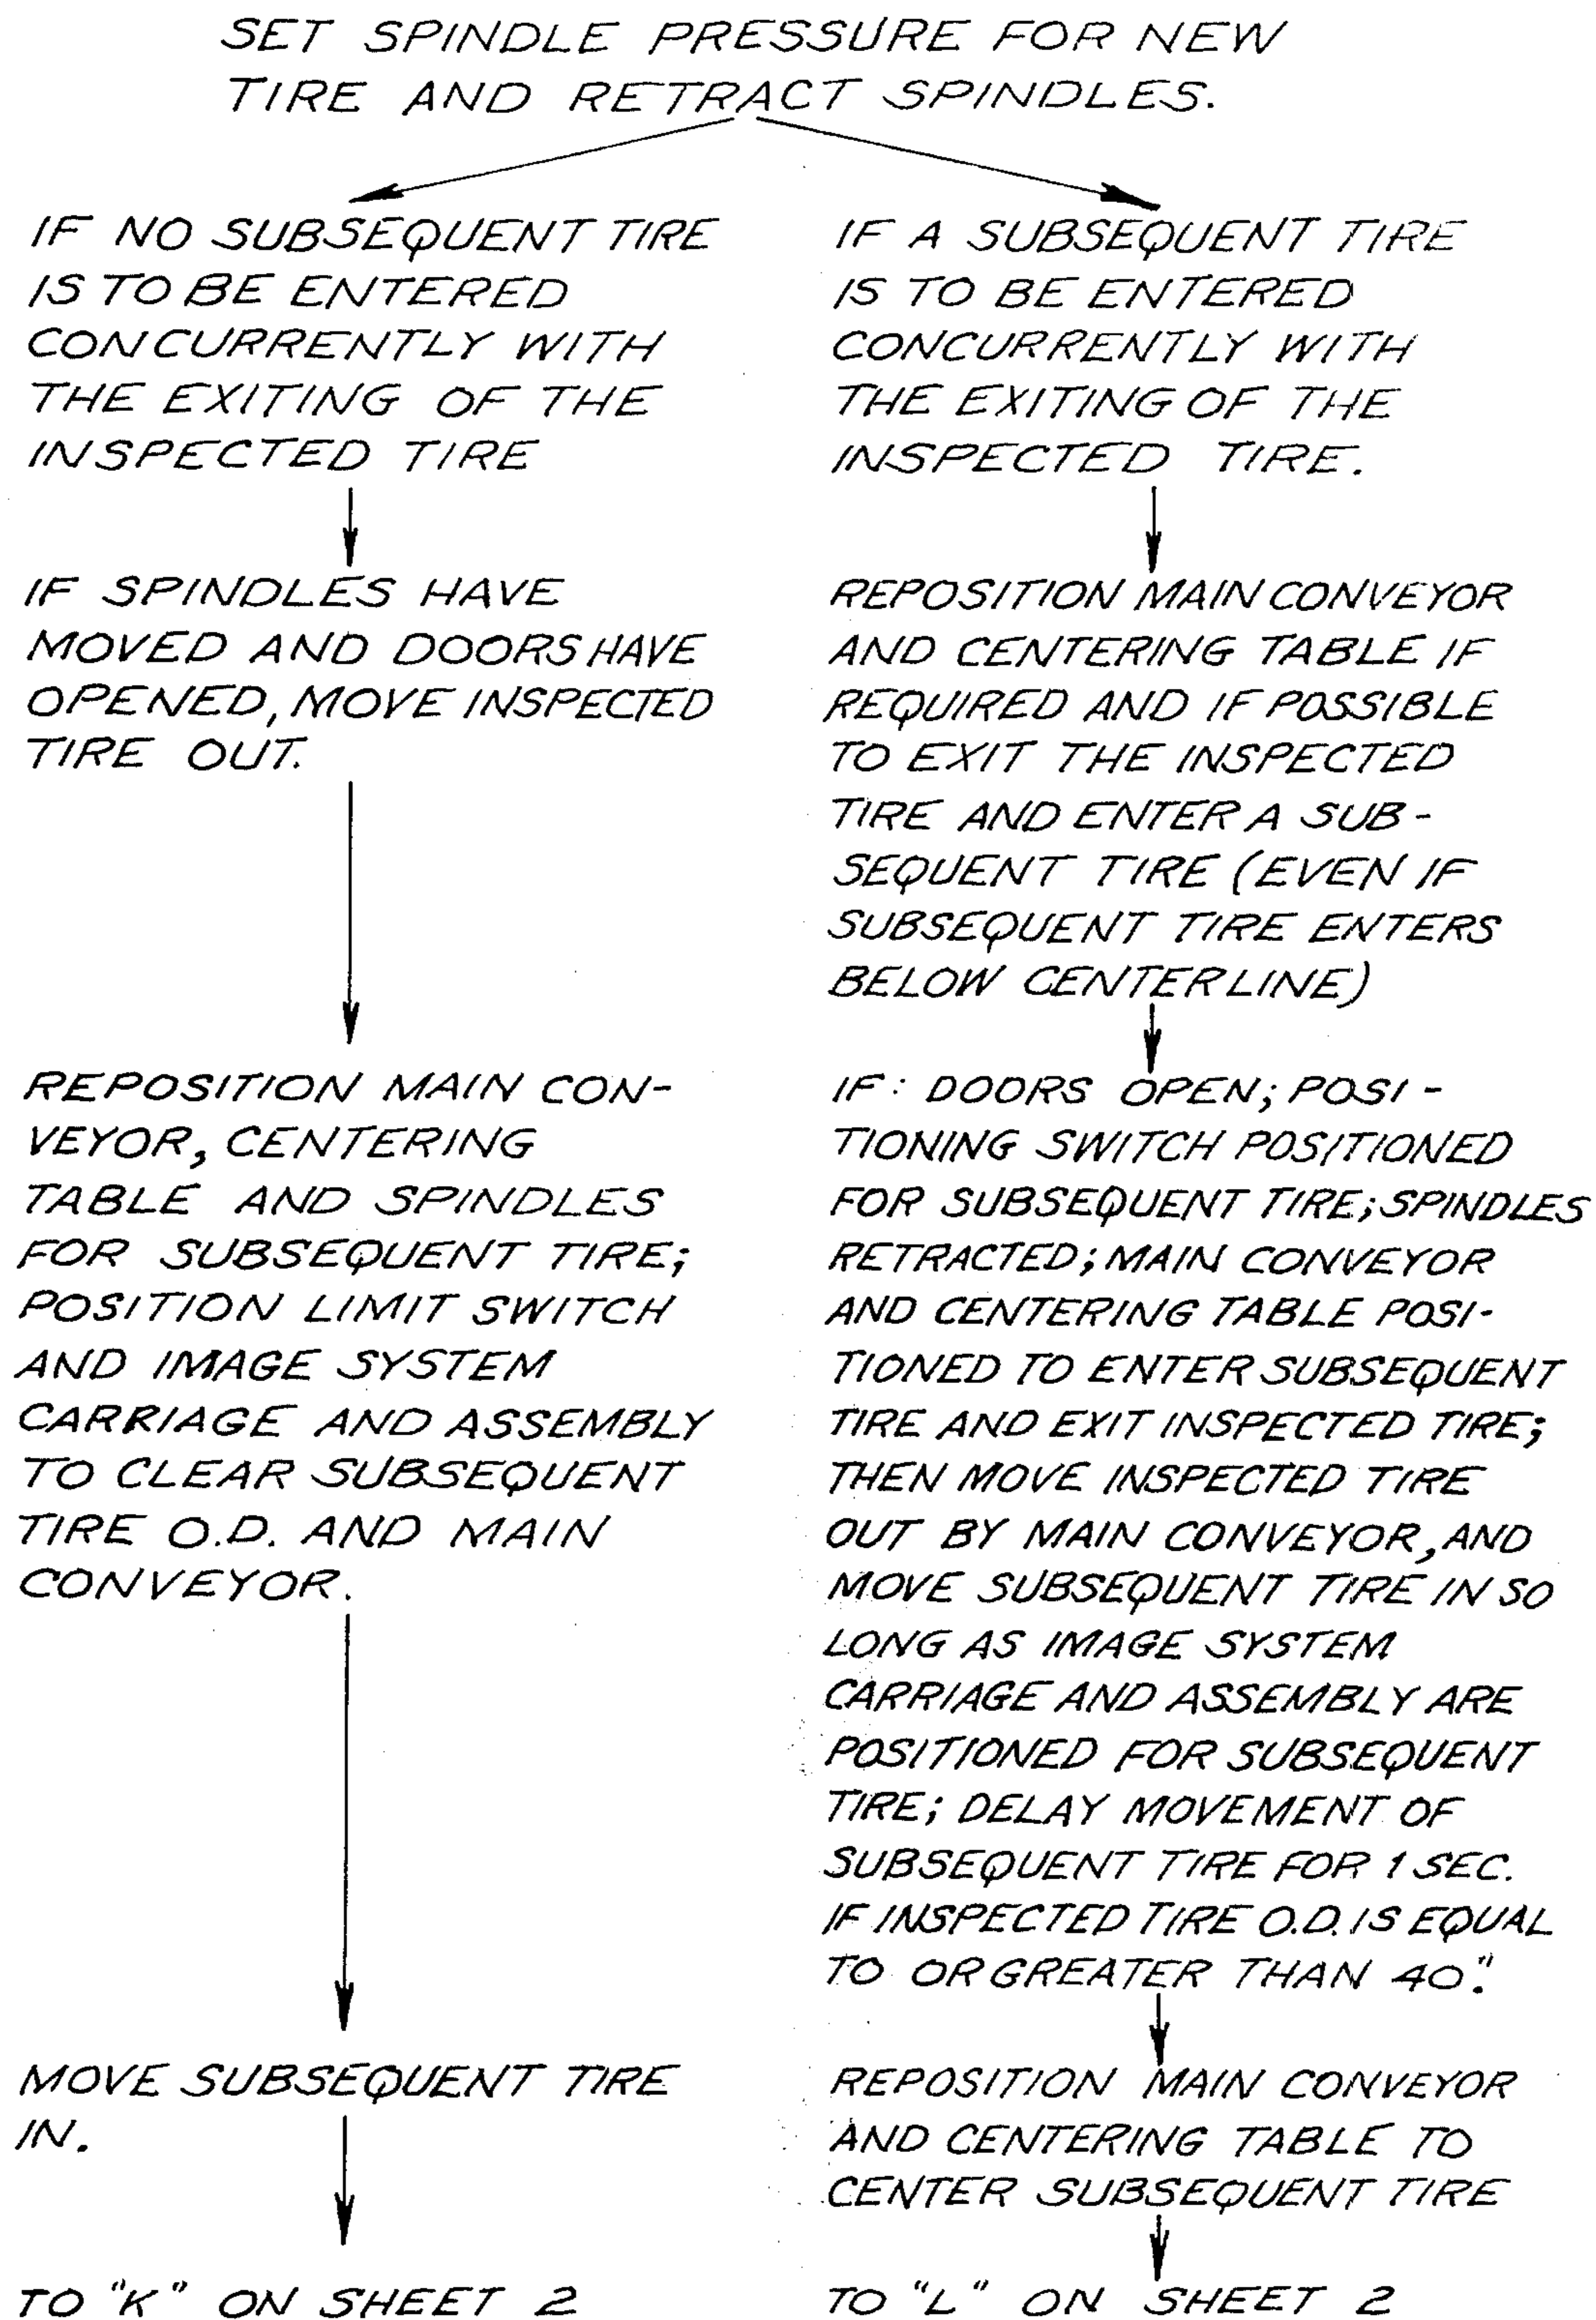 SET SPINDLE PRESSURE FOR NEW
TIRE AND RETRACT SPINDLES.
IF NO SUBSEQUENT TIRE
IS TO BE ENTERED
CONCURRENTLY WITH
THE EXITING OF THE
INSPECTED TIRE
IF SPINDLES HAVE
MOVED AND DOORS HAVE
OPENED, MOVE INSPECTED
TIRE OUT.
REPOSITION MAIN CON-
VEYOR, CENTERING
TABLE AND SPINDLES
FOR SUBSEQUENT TIRE;
POSITION LIMIT SWITCH
AND IMAGE SYSTEM
CARRIAGE AND ASSEMBLY
TO CLEAR SUBSEQUENT
TIRE O.D. AND MAIN
CONVEYOR.
MOVE SUBSEQUENT TIRE
IN.
TO "K" ON SHEET 2
IF A SUBSEQUENT TIRE
IS TO BE ENTERED
CONCURRENTLY WITH
THE EXITING OF THE
INSPECTED TIRE.
REPOSITION MAIN CONVEYOR
AND CENTERING TABLE IF
REQUIRED AND IF POSSIBLE
TO EXIT THE INSPECTED
TIRE AND ENTER A SUB-
SEQUENT TIRE (EVEN IF
SUBSEQUENT TIRE ENTERS
BELOW CENTERLINE)
IF: DOORS OPEN; POSI-
TIONING SWITCH POSITIONED
FOR SUBSEQUENT TIRE; SPINDLES
RETRACTED; MAIN CONVEYOR
AND CENTERING TABLE POSI-
TIONED TO ENTER SUBSEQUENT
TIRE AND EXIT INSPECTED TIRE;
THEN MOVE INSPECTED TIRE
OUT BY MAIN CONVEYOR, AND
MOVE SUBSEQUENT TIRE IN SO
LONG AS IMAGE SYSTEM
CARRIAGE AND ASSEMBLY ARE
POSITIONED FOR SUBSEQUENT
TIRE; DELAY MOVEMENT OF
SUBSEQUENT TIRE FOR 1 SEC.
IF INSPECTED TIRE O.D. IS EQUAL
TO OR GREATER THAN 40".
REPOSITION MAIN CONVEYOR
AND CENTERING TABLE TO
CENTER SUBSEQUENT TIRE
TO "L" ON SHEET 2